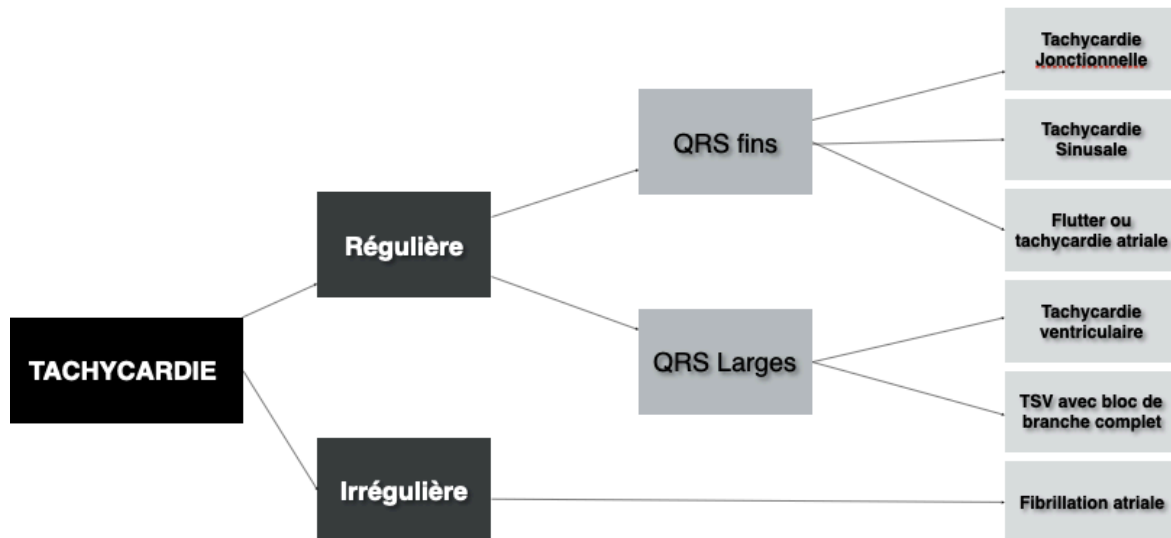 TACHYCARDIE
Régulière
Irrégulière
QRS fins
QRS Larges
Tachycardie
Jonctionnelle
Tachycardie
Sinusale
Flutter ou
tachycardie atriale
Tachycardie
ventriculaire
TSV avec bloc de
branche complet
Fibrillation atriale